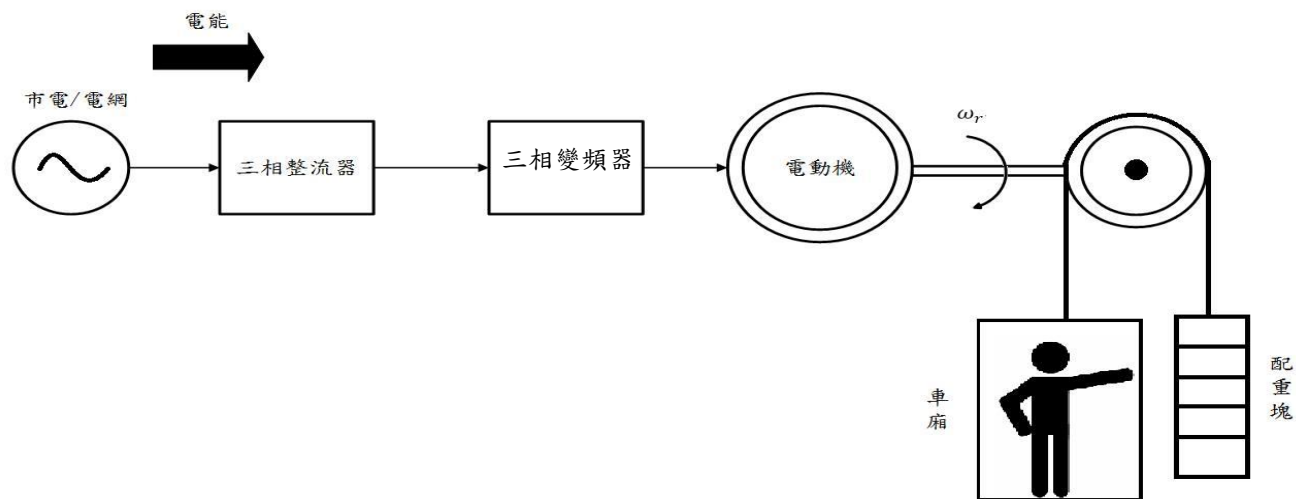 電能
市電/電網
三相整流器
三相變頻器
電動機
ωr
車廂
配重塊